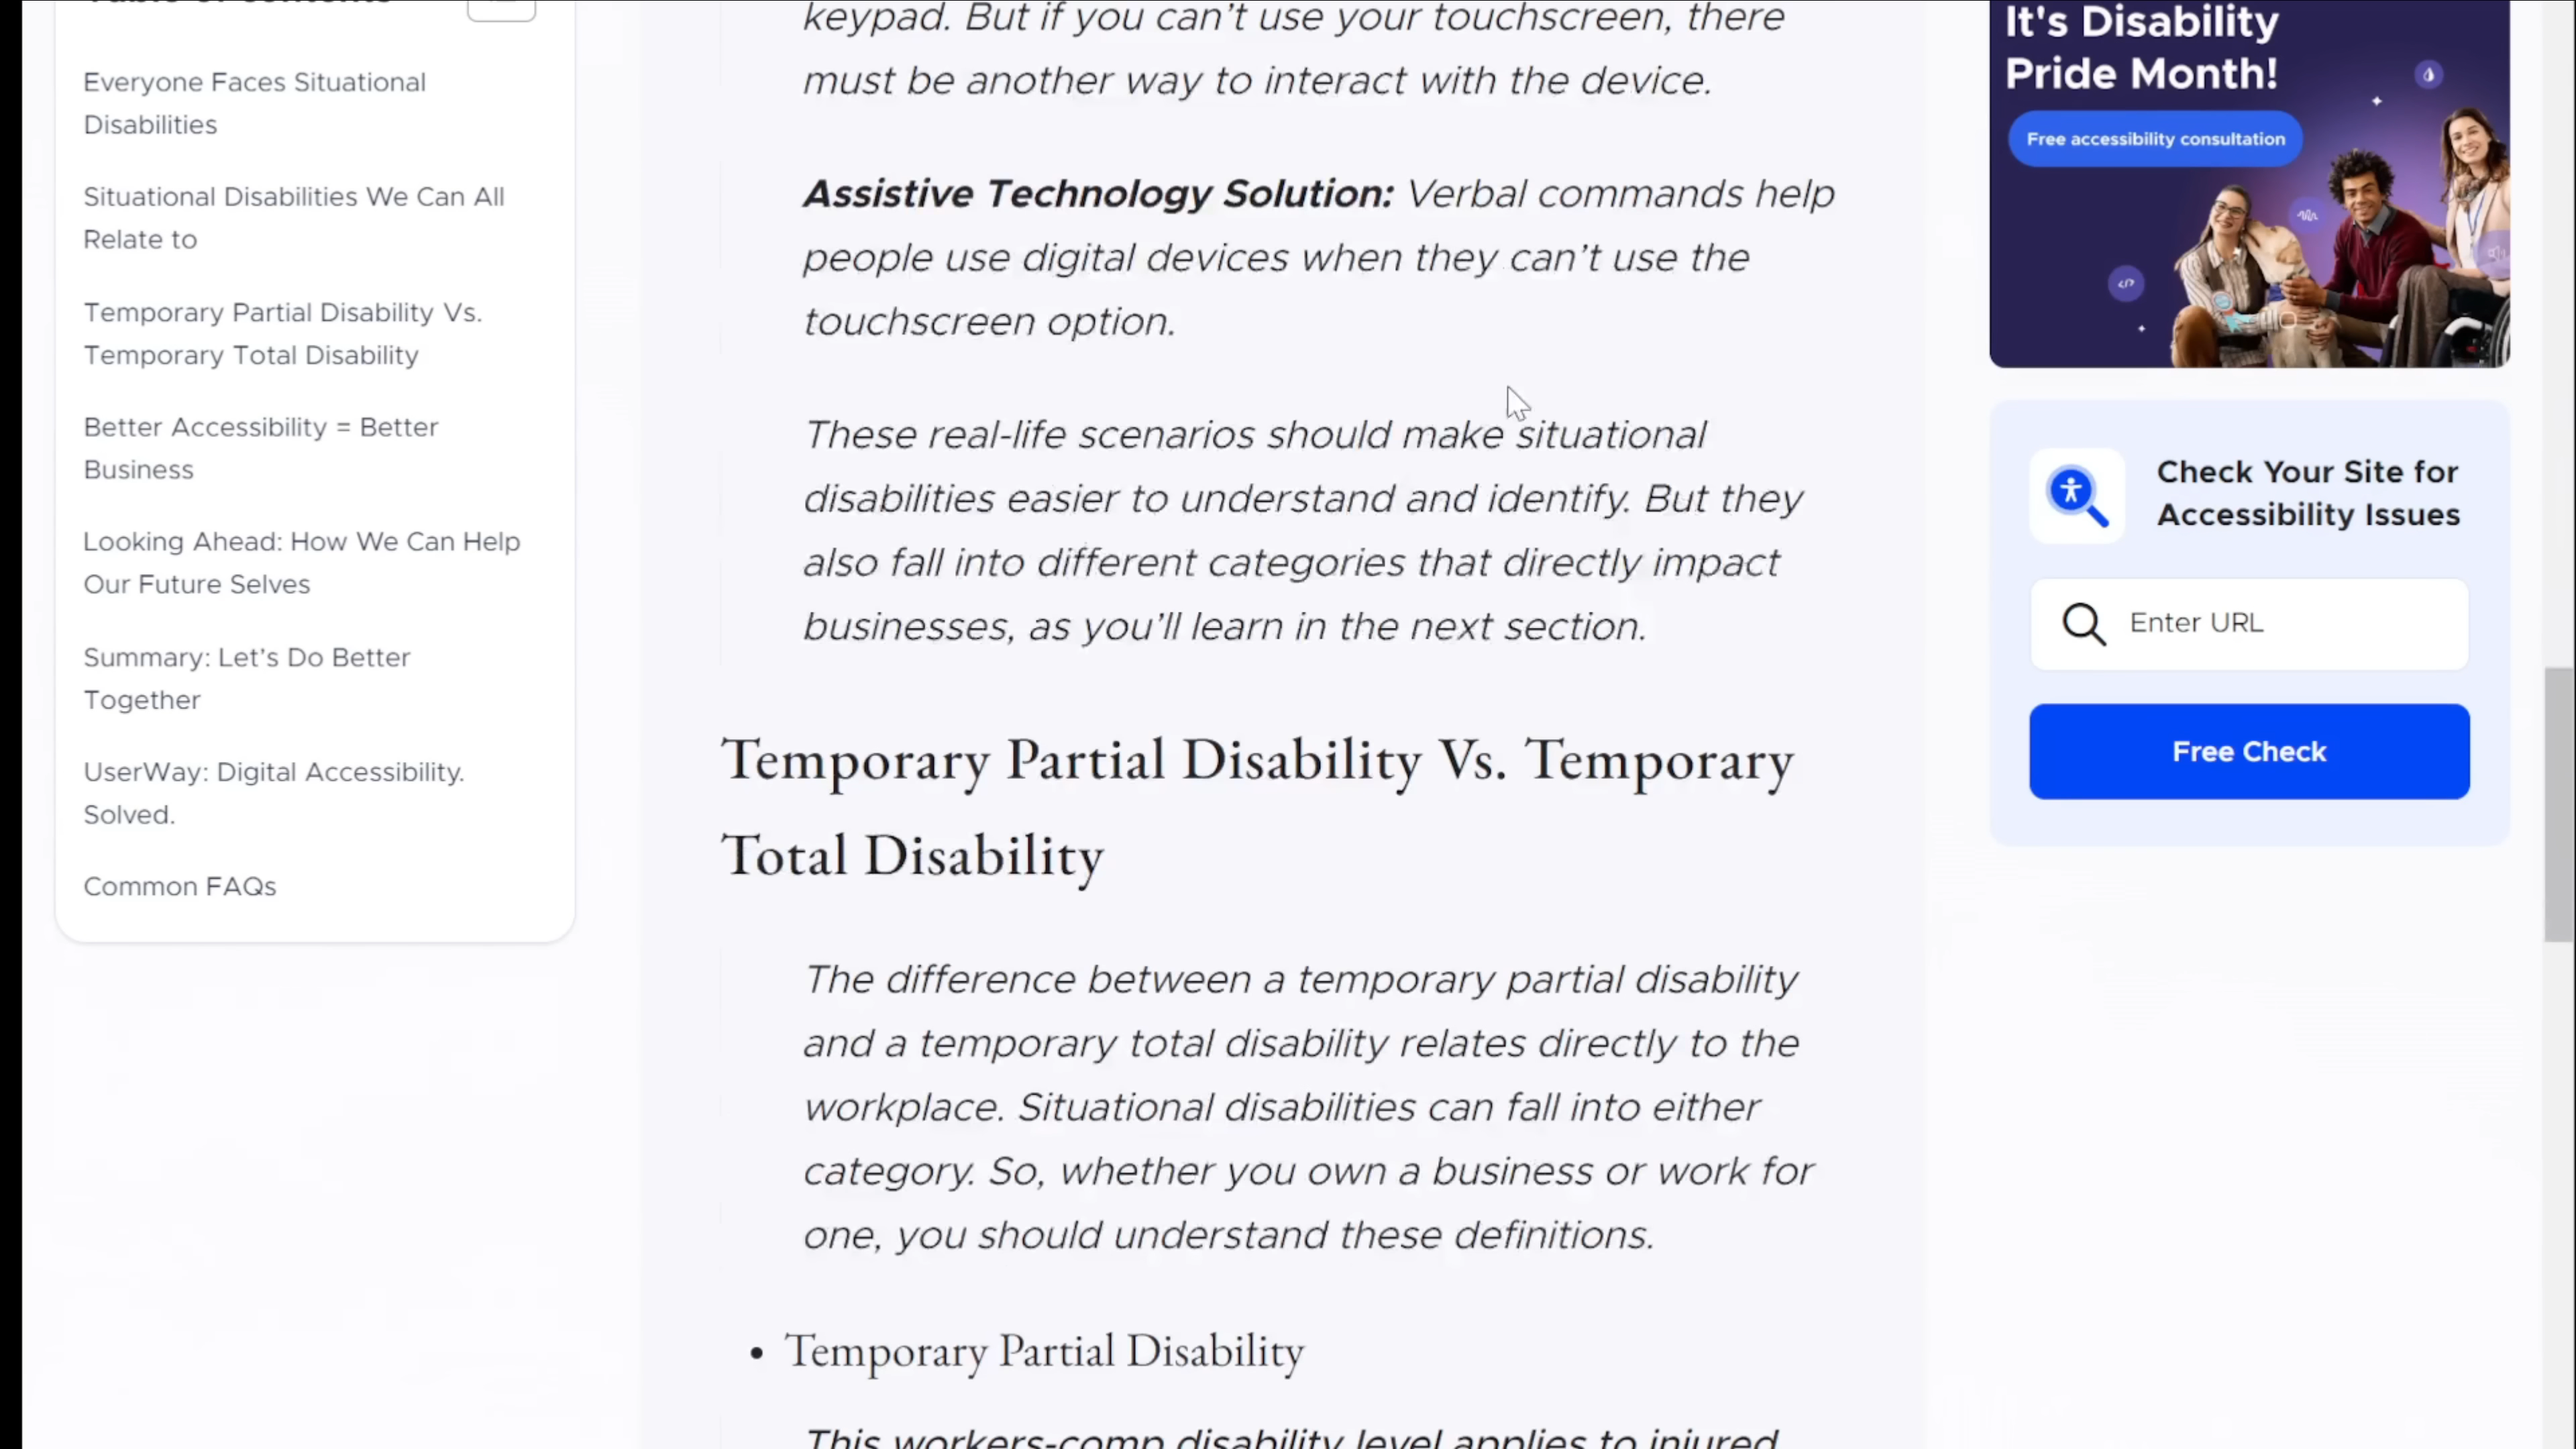 Everyone Faces Situational
Disabilities
Situational Disabilities We Can All
Relate to
Temporary Partial Disability Vs.
Temporary Total Disability
Better Accessibility = Better
Business
Looking Ahead: How We Can Help
Our Future Selves
Summary: Let’s Do Better
Together
UserWay: Digital Accessibility.
Solved.
Common FAQs
keypad. But if you can’t use your touchscreen, there
must be another way to interact with the device.
Assistive Technology Solution: Verbal commands help
people use digital devices when they can’t use the
touchscreen option.
These real-life scenarios should make situational
disabilities easier to understand and identify. But they
also fall into different categories that directly impact
businesses, as you’ll learn in the next section.
Temporary Partial Disability Vs. Temporary
Total Disability
The difference between a temporary partial disability
and a temporary total disability relates directly to the
workplace. Situational disabilities can fall into either
category. So, whether you own a business or work for
one, you should understand these definitions.
• Temporary Partial Disability
This workers-comp disability level applies to injured
It's Disability
Pride Month!
Free accessibility consultation
Check Your Site for
Accessibility Issues
Enter URL
Free Check